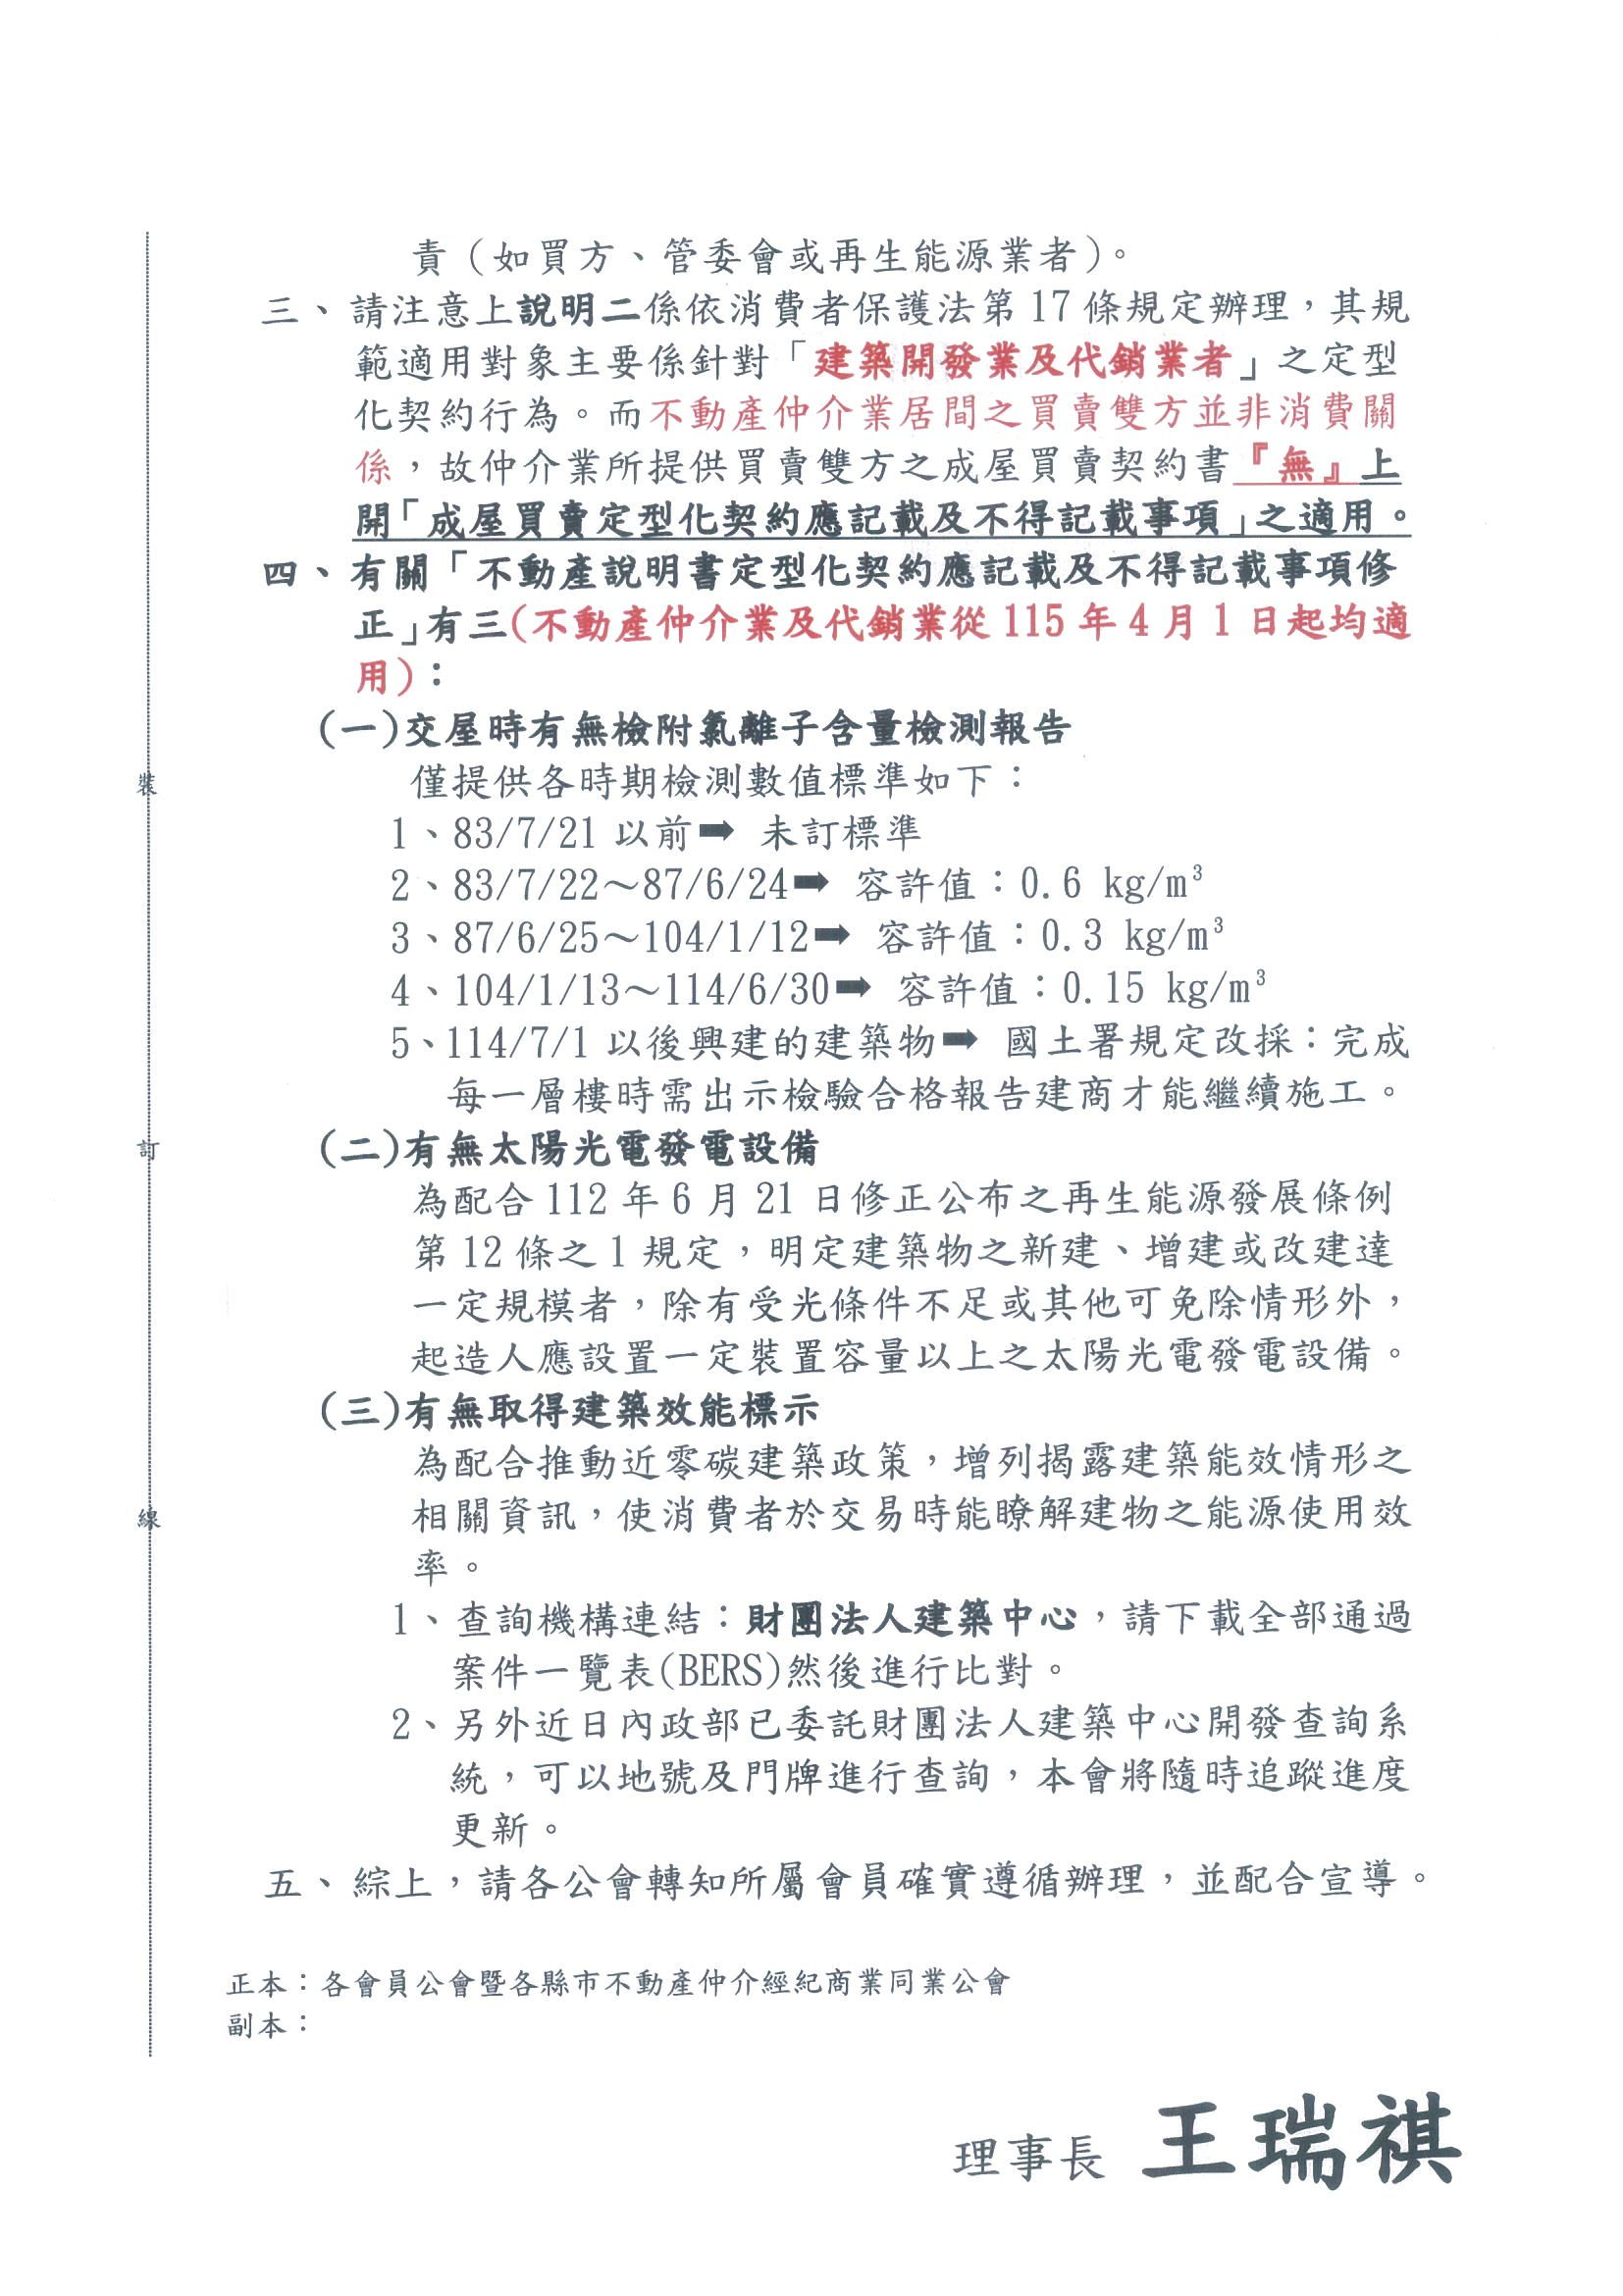 責（如買方、管委會或再生能源業者）。
三、請注意上說明二係依消費者保護法第 17 條規定辦理，其規
範適用對象主要係針對「建築開發業及代銷業者」之定型
化契約行為。而不動產仲介業居間之買賣雙方並非消費關
係，故仲介業所提供買賣雙方之成屋買賣契約書『無』上
開「成屋買賣定型化契約應記載及不得記載事項」之適用。
四、有關「不動產說明書定型化契約應記載及不得記載事項修
正」有三(不動產仲介業及代銷業從 115 年 4 月 1 日起均適
用)：
(一)交屋時有無檢附氯離子含量檢測報告
僅提供各時期檢測數值標準如下：
1、83/7/21 以前➡ 未訂標準
2、83/7/22～87/6/24➡ 容許值：0.6 kg/m³
3、87/6/25～104/1/12➡ 容許值：0.3 kg/m³
4、104/1/13～114/6/30➡ 容許值：0.15 kg/m³
5、114/7/1 以後興建的建築物➡ 國土署規定改採：完成
每一層樓時需出示檢驗合格報告建商才能繼續施工。
(二)有無太陽光電發電設備
為配合 112 年 6 月 21 日修正公布之再生能源發展條例
第 12 條之 1 規定，明定建築物之新建、增建或改建達
一定規模者，除有受光條件不足或其他可免除情形外，
起造人應設置一定裝置容量以上之太陽光電發電設備。
(三)有無取得建築效能標示
為配合推動近零碳建築政策，增列揭露建築能效情形之
相關資訊，使消費者於交易時能瞭解建物之能源使用效
率。
1、查詢機構連結：財團法人建築中心，請下載全部通過
案件一覽表(BERS)然後進行比對。
2、另外近日內政部已委託財團法人建築中心開發查詢系
統，可以地號及門牌進行查詢，本會將隨時追蹤進度
更新。
五、綜上，請各公會轉知所屬會員確實遵循辦理，並配合宣導。
正本：各會員公會暨各縣市不動產仲介經紀商業同業公會
副本：
理事長 王瑞祺
裝
訂
線